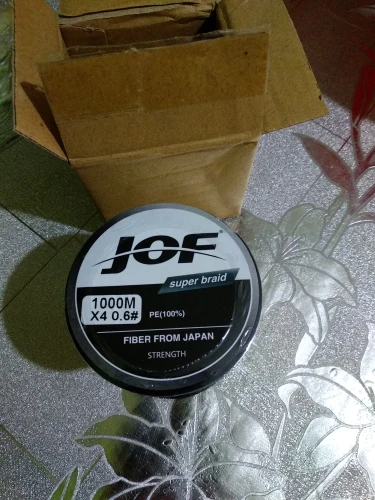 JOF®
super braid
1000M
X4 0.6#
PE(100%)
FIBER FROM JAPAN
STRENGTH